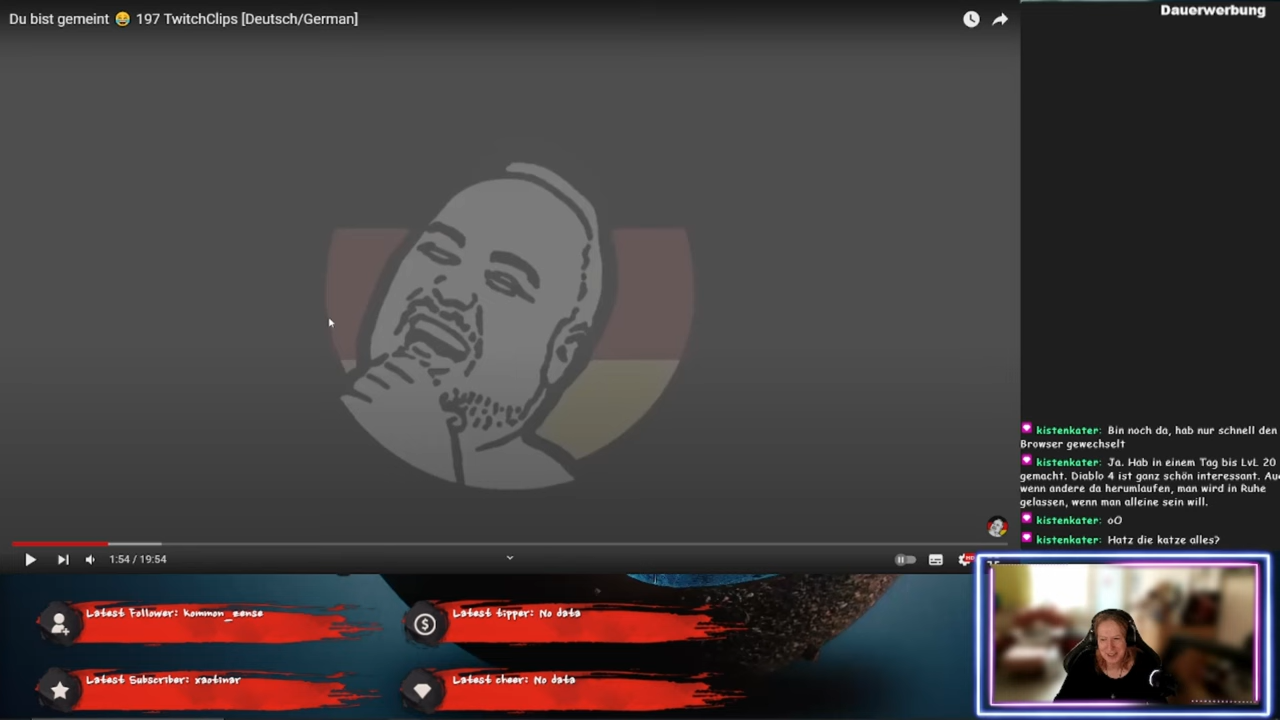 Du bist gemeint 😂 197 TwitchClips [Deutsch/German]
Dauerwerbung
kistenkater: Bin noch da, hab nur schnell den
Browser gewechselt
kistenkater: Ja. Hab in einem Tag bis LvL 20
gemacht. Diablo 4 ist ganz schön interessant. Au
wenn andere da herumlaufen, man wird in Ruhe
gelassen, wenn man alleine sein will.
kistenkater: oO
kistenkater: Hatz die katze alles?
1:54 / 19:54
Latest Follower: Kommon_zense
Latest tipper: No data
Latest Subscriber: xaotinar
Latest cheer: No data